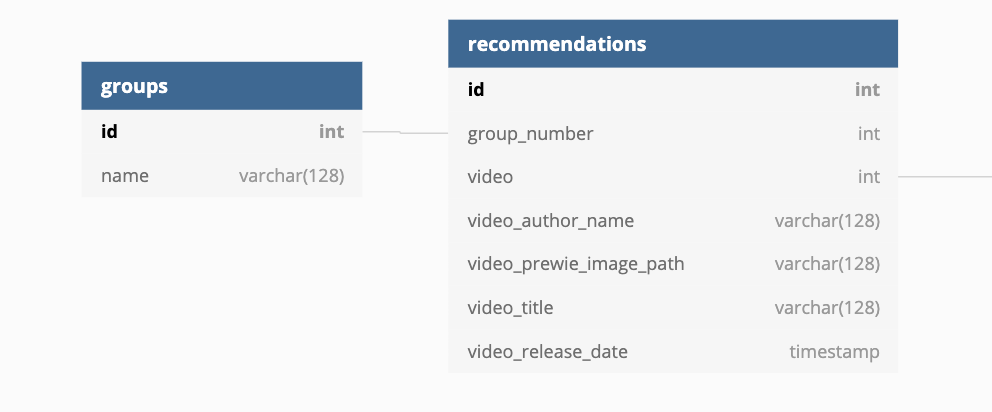 groups
id int
name varchar(128)
recommendations
id int
group_number int
video int
video_author_name varchar(128)
video_prewie_image_path varchar(128)
video_title varchar(128)
video_release_date timestamp